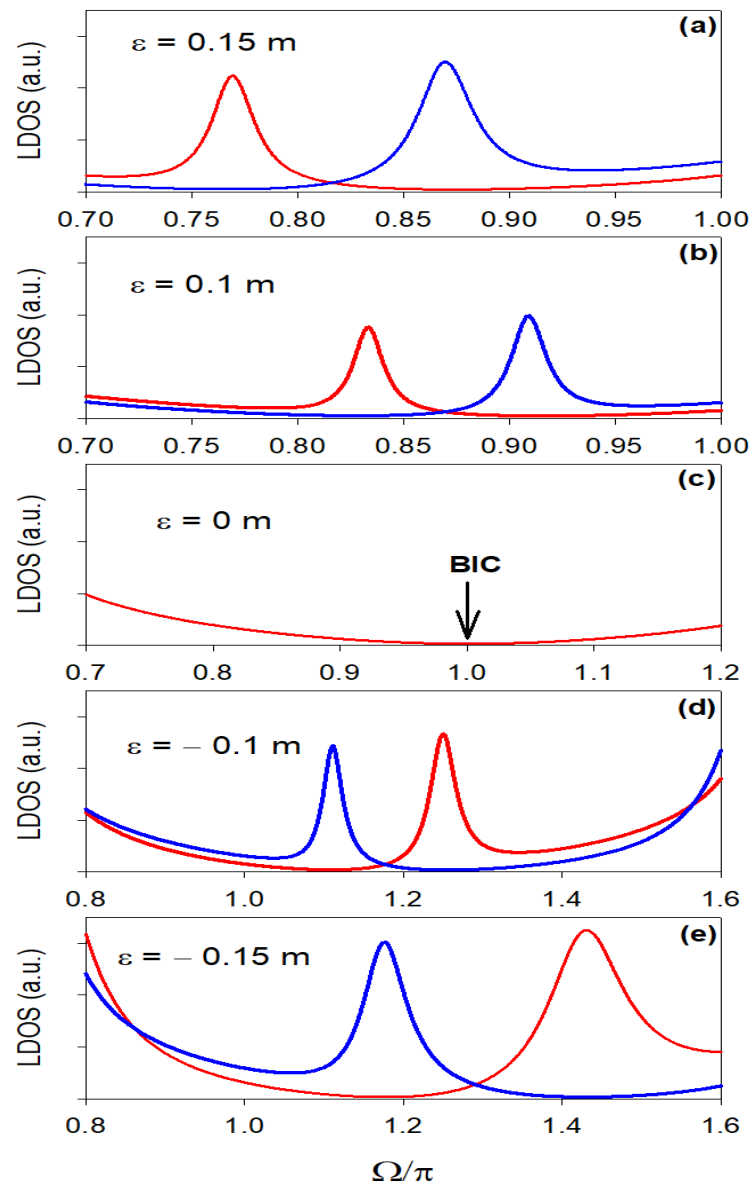 (a)
ε = 0.15 m
LDOS (a.u.)
0.70 0.75 0.80 0.85 0.90 0.95 1.00
(b)
ε = 0.1 m
LDOS (a.u.)
0.70 0.75 0.80 0.85 0.90 0.95 1.00
(c)
ε = 0 m
BIC
LDOS (a.u.)
0.7 0.8 0.9 1.0 1.1 1.2
(d)
ε = − 0.1 m
LDOS (a.u.)
0.8 1.0 1.2 1.4 1.6
(e)
ε = − 0.15 m
LDOS (a.u.)
0.8 1.0 1.2 1.4 1.6
Ω/π